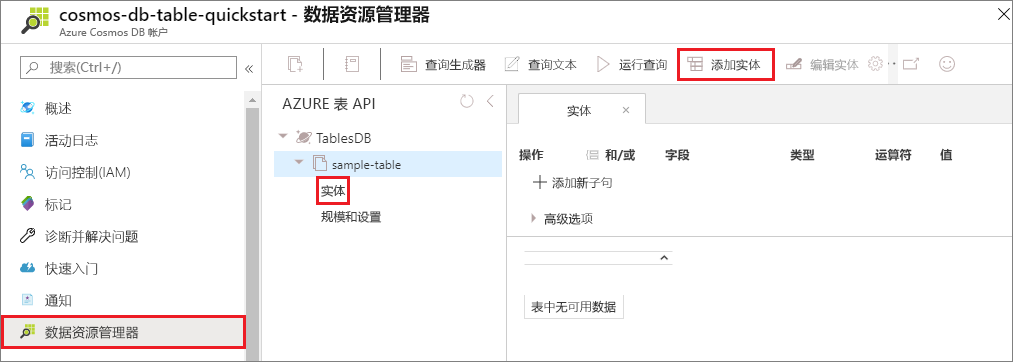 cosmos-db-table-quickstart - 数据资源管理器
Azure Cosmos DB 帐户
搜索(Ctrl+/)
概述
活动日志
访问控制(IAM)
标记
诊断并解决问题
快速入门
通知
数据资源管理器
查询生成器 查询文本 运行查询 添加实体 编辑实体
AZURE 表 API
TablesDB
sample-table
实体
规模和设置
实体
操作 和/或 字段 类型 运算符 值
添加新子句
高级选项
表中无可用数据